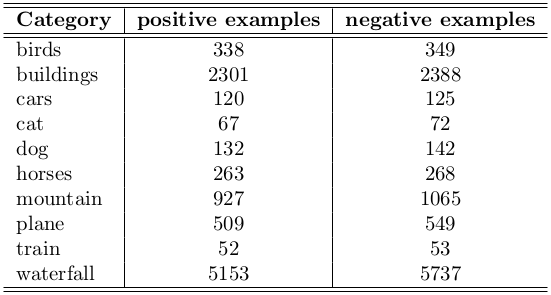 Category positive examples negative examples
birds 338 349
buildings 2301 2388
cars 120 125
cat 67 72
dog 132 142
horses 263 268
mountain 927 1065
plane 509 549
train 52 53
waterfall 5153 5737